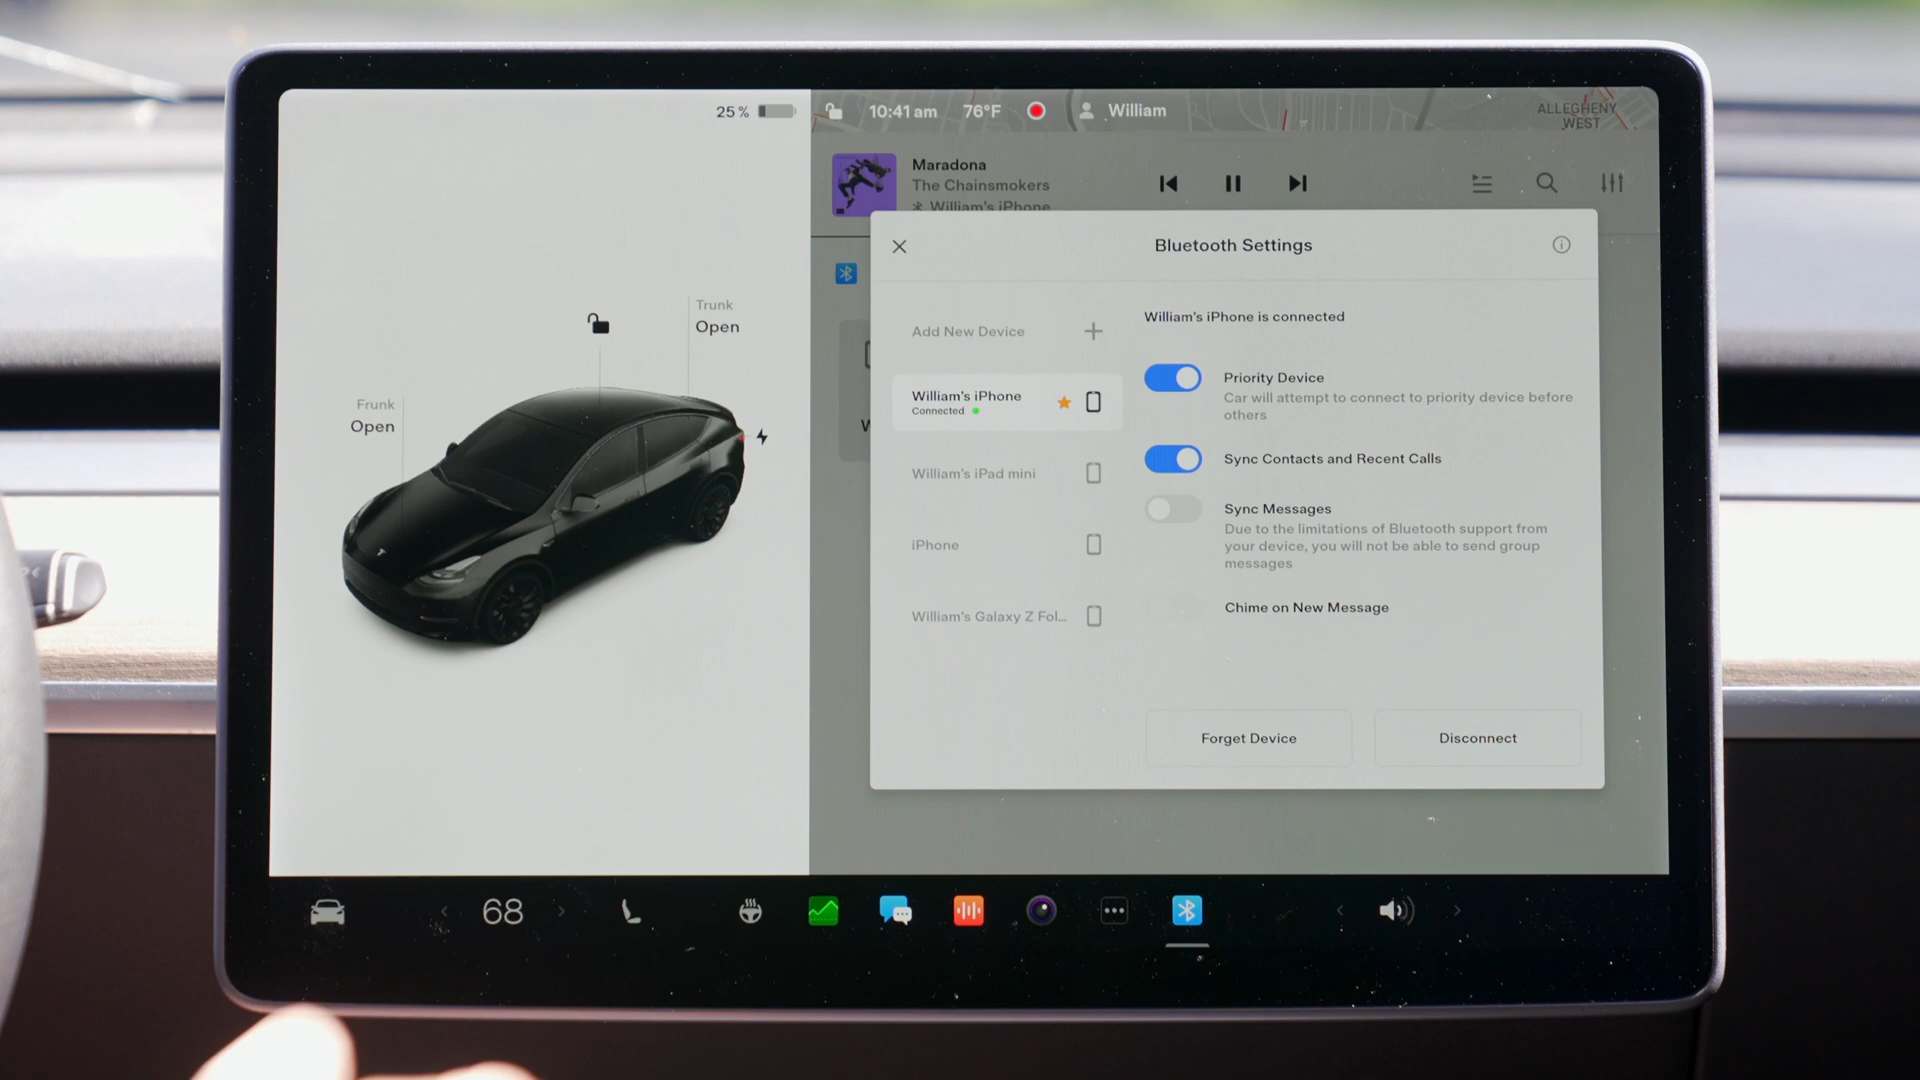 25 %
10:41 am 76°F William
ALLEGHENY
WEST
Maradona
The Chainsmokers
William's iPhone
Trunk
Open
Frunk
Open
Bluetooth Settings
Add New Device
William's iPhone
Connected
William's iPad mini
iPhone
William's Galaxy Z Fol...
William's iPhone is connected
Priority Device
Car will attempt to connect to priority device before
others
Sync Contacts and Recent Calls
Sync Messages
Due to the limitations of Bluetooth support from
your device, you will not be able to send group
messages
Chime on New Message
Forget Device Disconnect
68